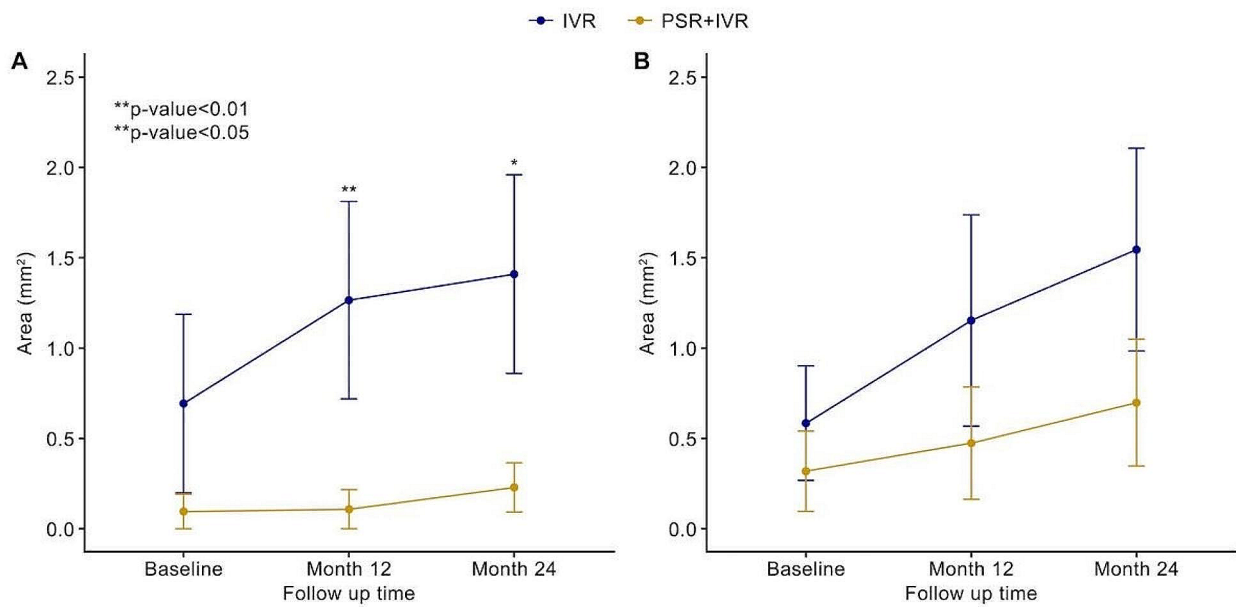 IVR PSR+IVR
A
2.5
2.0
1.5
1.0
0.5
0.0
Area (mm²)
**p-value<0.01
**p-value<0.05
**
*
Baseline Month 12 Month 24
Follow up time
B
2.5
2.0
1.5
1.0
0.5
0.0
Area (mm²)
Baseline Month 12 Month 24
Follow up time